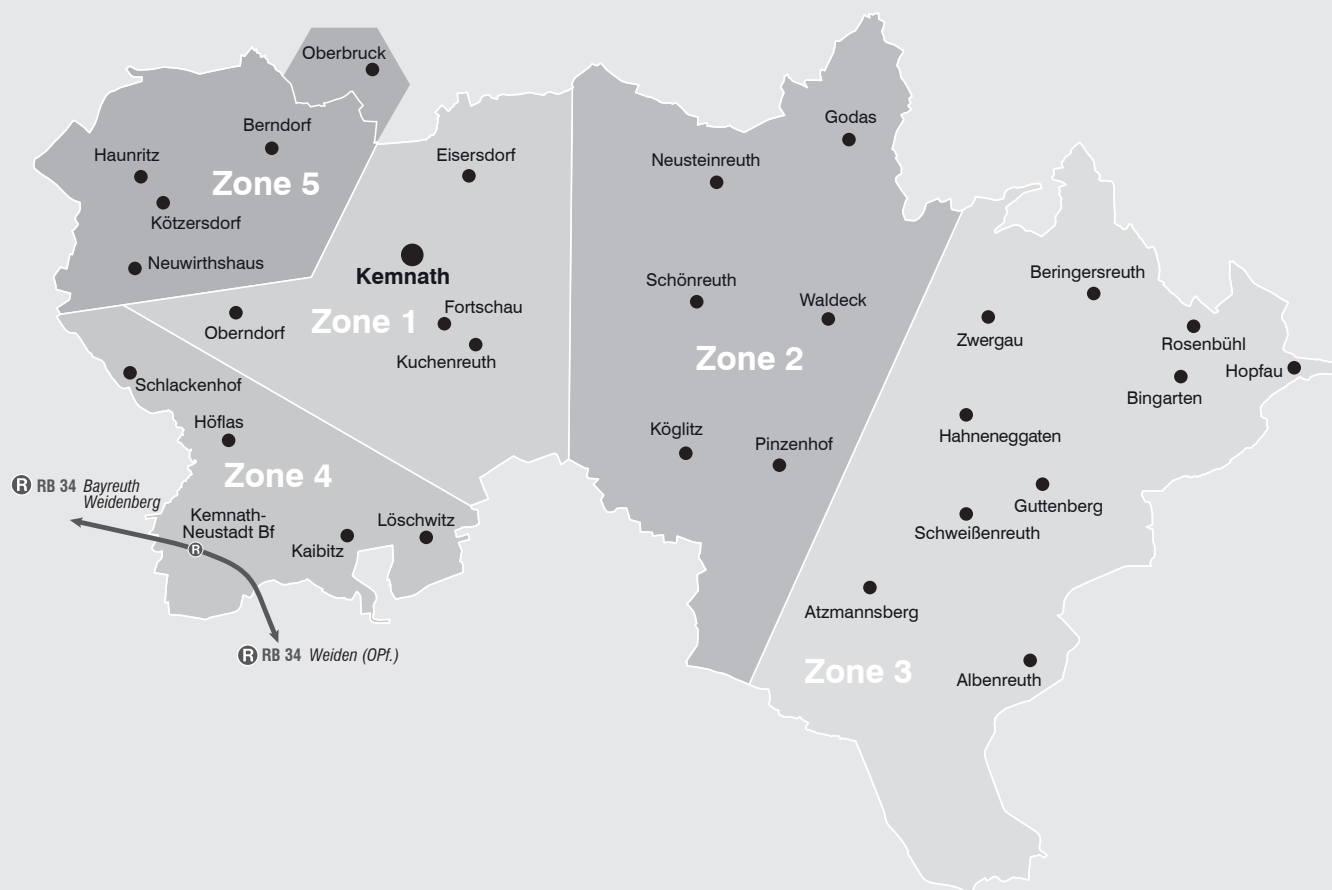 Oberbruck
Berndorf
Haunritz
Zone 5
Kötzersdorf
Neuwirthshaus
Eisersdorf
Kemnath
Fortschau
Zone 1
Oberndorf
Kuchenreuth
Godas
Neusteinreuth
Schönreuth
Waldeck
Zone 2
Köglitz
Pinzenhof
Beringersreuth
Zwergau
Rosenbühl
Hopfau
Bingarten
Hahneneggaten
Guttenberg
Schweißenreuth
Atzmannsberg
Zone 3
Albenreuth
Schlackenhof
Höflas
Zone 4
R RB 34 Bayreuth
Weidenberg
Kemnath-
Neustadt Bf
R
Kaibitz
Löschwitz
R RB 34 Weiden (OPf.)